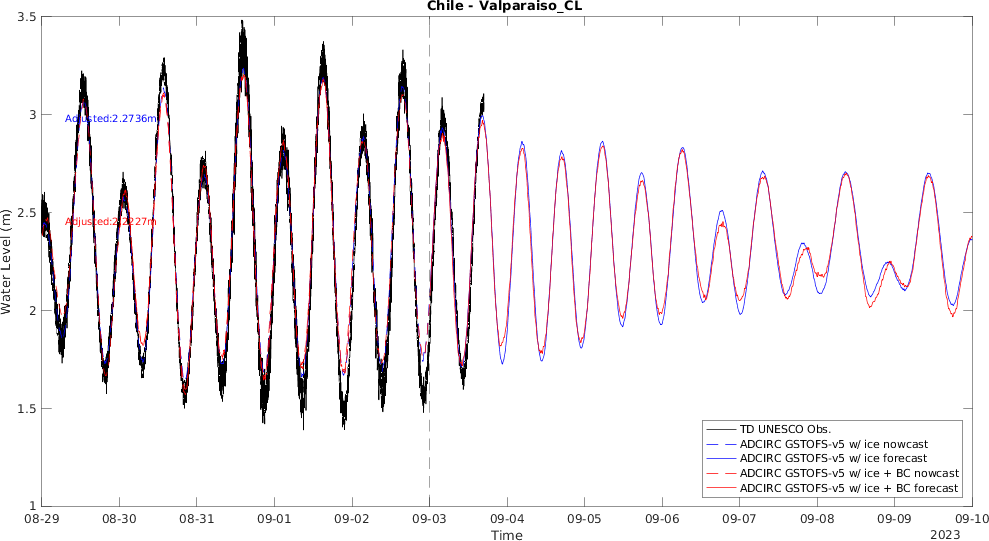 Chile - Valparaiso_CL
3.5
3
2.5
2
1.5
1
Water Level (m)
Adjusted:2.2736m
Adjusted:2.2227m
TD UNESCO Obs.
ADCIRC GSTOFS-v5 w/ ice nowcast
ADCIRC GSTOFS-v5 w/ ice forecast
ADCIRC GSTOFS-v5 w/ ice + BC nowcast
ADCIRC GSTOFS-v5 w/ ice + BC forecast
08-29 08-30 08-31 09-01 09-02 09-03 09-04 09-05 09-06 09-07 09-08 09-09 09-10
Time
2023